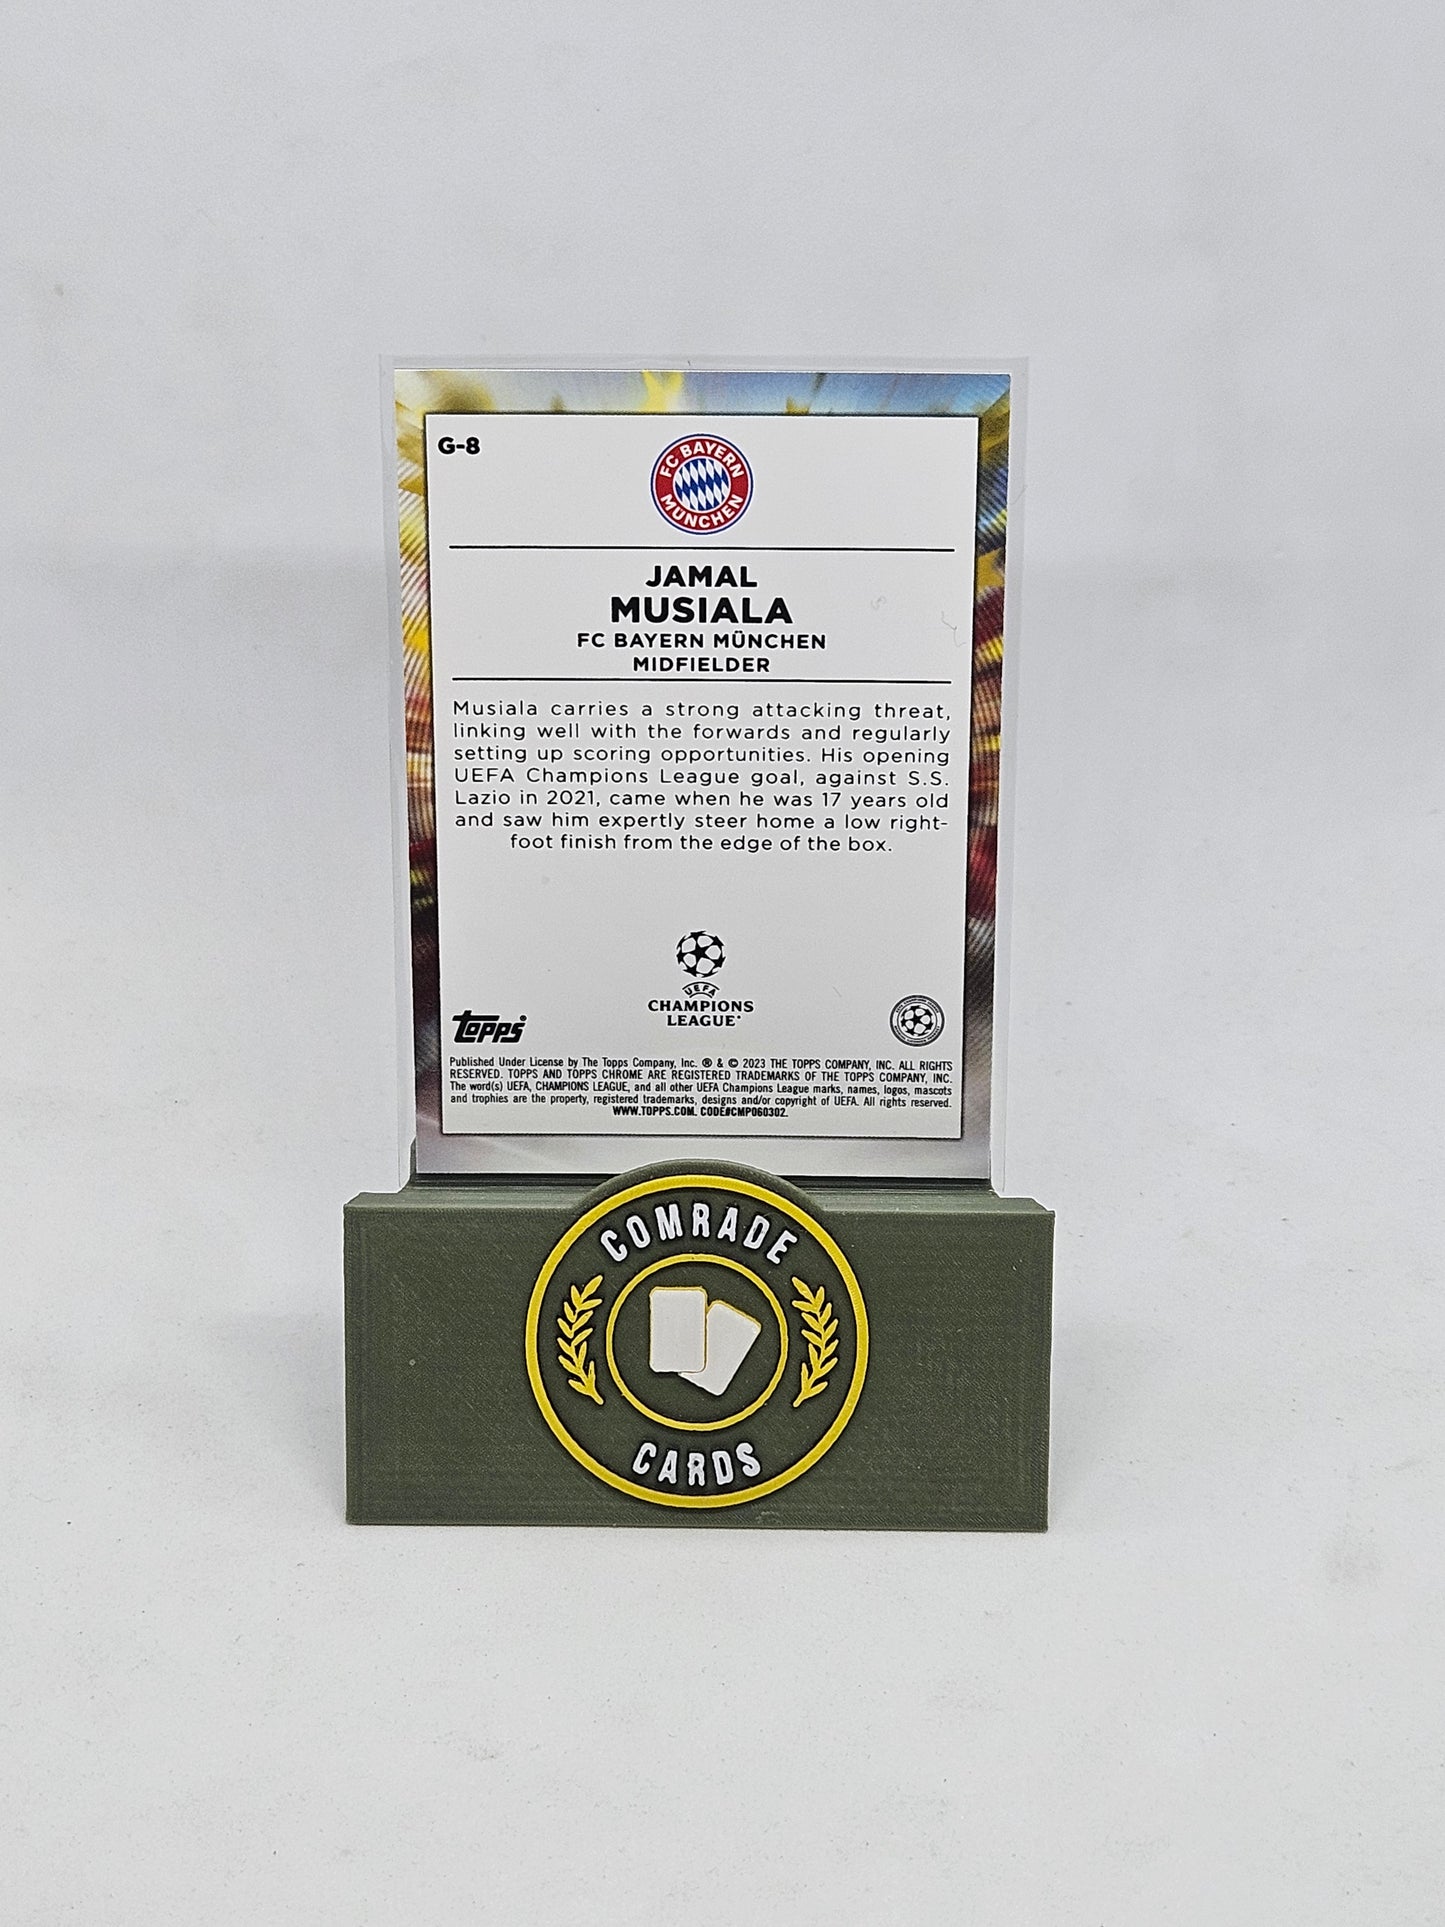 G-8
FC BAYERN
MÜNCHEN
JAMAL
MUSIALA
FC BAYERN MÜNCHEN
MIDFIELDER
Musiala carries a strong attacking threat,
linking well with the forwards and regularly
setting up scoring opportunities. His opening
UEFA Champions League goal, against S.S.
Lazio in 2021, came when he was 17 years old
and saw him expertly steer home a low right-
foot finish from the edge of the box.
UEFA
CHAMPIONS
LEAGUE
topps
Published Under License by The Topps Company, Inc. ® & © 2023 THE TOPPS COMPANY, INC. ALL RIGHTS
RESERVED. TOPPS AND TOPPS CHROME ARE REGISTERED TRADEMARKS OF THE TOPPS COMPANY, INC.
The word(s) UEFA, CHAMPIONS LEAGUE, and all other UEFA Champions League marks, names, logos, mascots
and trophies are the property, registered trademarks, designs and/or copyright of UEFA. All rights reserved.
WWW.TOPPS.COM. CODE#CMP060302.
COMRADE
CARDS